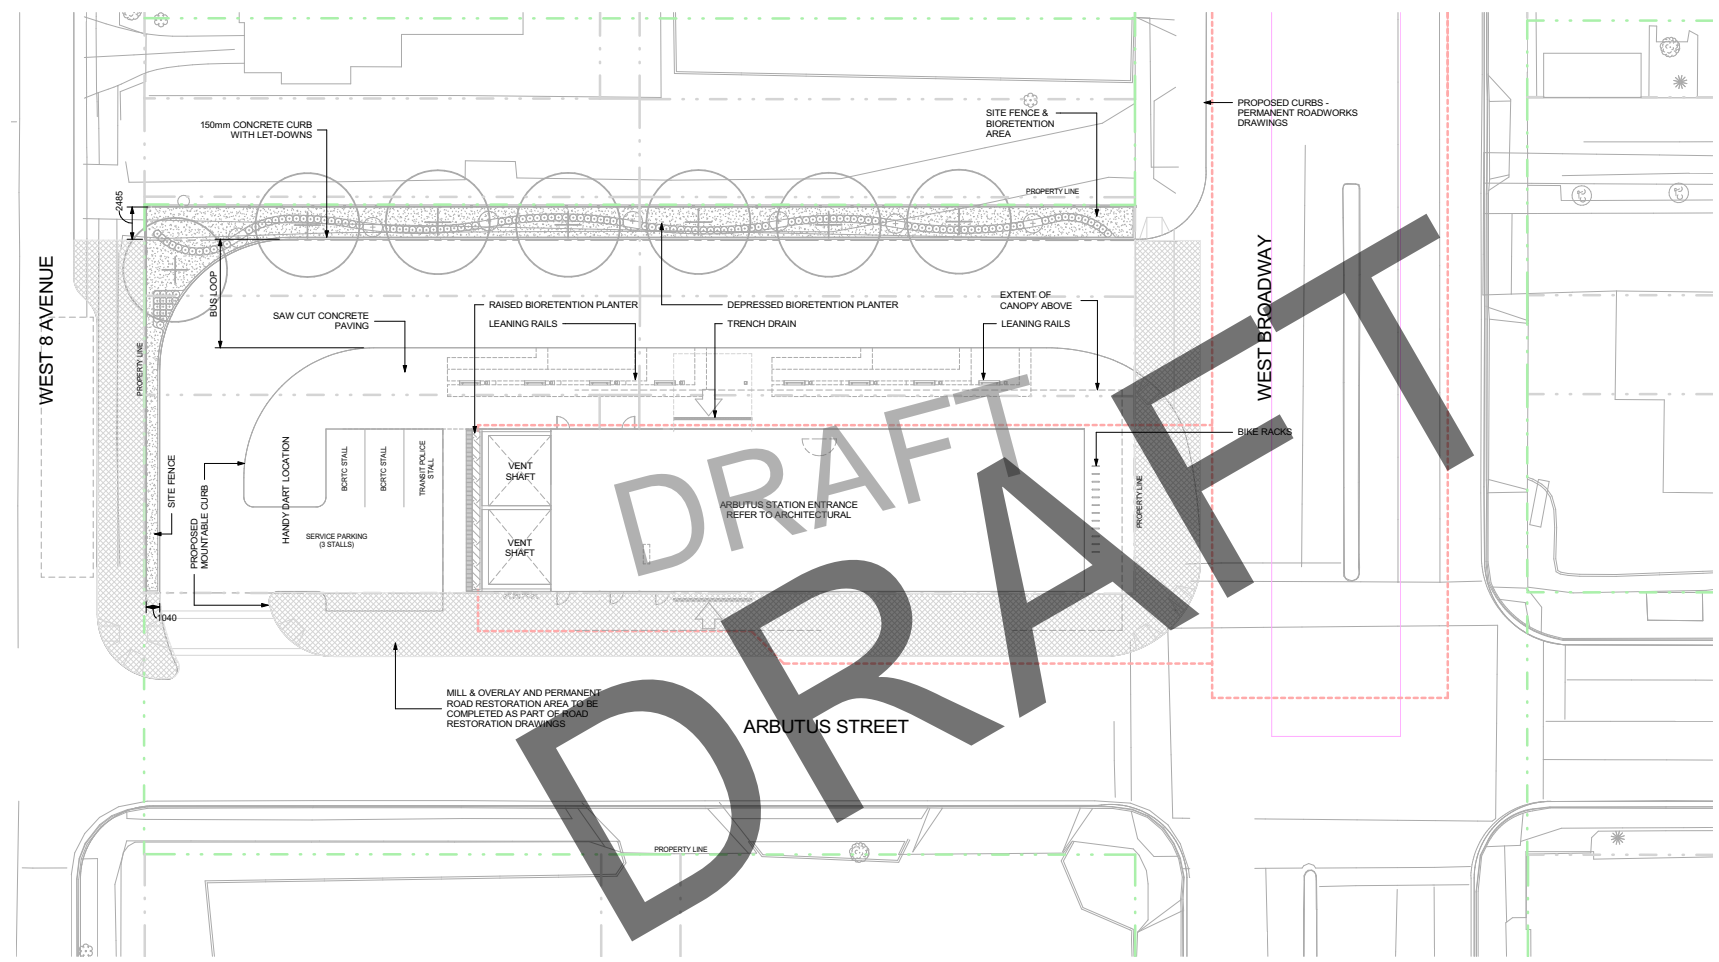 150mm CONCRETE CURB
WITH LET-DOWNS
SITE FENCE &
BIORETENTION
AREA
PROPOSED CURBS -
PERMANENT ROADWORKS
DRAWINGS
PROPERTY LINE
2485
WEST 8 AVENUE
BUS LOOP
SAW CUT CONCRETE
PAVING
RAISED BIORETENTION PLANTER
LEANING RAILS
DEPRESSED BIORETENTION PLANTER
TRENCH DRAIN
EXTENT OF
CANOPY ABOVE
LEANING RAILS
WEST BROADWAY
PROPERTY LINE
BIKE RACKS
SITE FENCE
PROPOSED
MOUNTABLE CURB
HANDY DART LOCATION
BCRTC STALL
BCRTC STALL
TRANSIT POLICE
STALL
SERVICE PARKING
(3 STALLS)
VENT
SHAFT
VENT
SHAFT
ARBUTUS STATION ENTRANCE
REFER TO ARCHITECTURAL
PROPERTY LINE
1040
MILL & OVERLAY AND PERMANENT
ROAD RESTORATION AREA TO BE
COMPLETED AS PART OF ROAD
RESTORATION DRAWINGS
ARBUTUS STREET
PROPERTY LINE
DRAFT
DRAFT